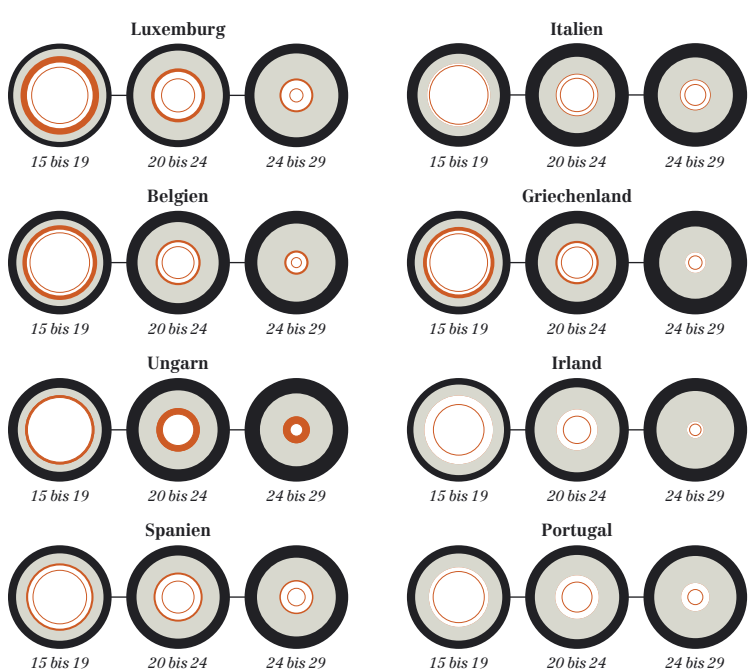 Luxemburg
15 bis 19 20 bis 24 24 bis 29
Italien
15 bis 19 20 bis 24 24 bis 29
Belgien
15 bis 19 20 bis 24 24 bis 29
Griechenland
15 bis 19 20 bis 24 24 bis 29
Ungarn
15 bis 19 20 bis 24 24 bis 29
Irland
15 bis 19 20 bis 24 24 bis 29
Spanien
15 bis 19 20 bis 24 24 bis 29
Portugal
15 bis 19 20 bis 24 24 bis 29